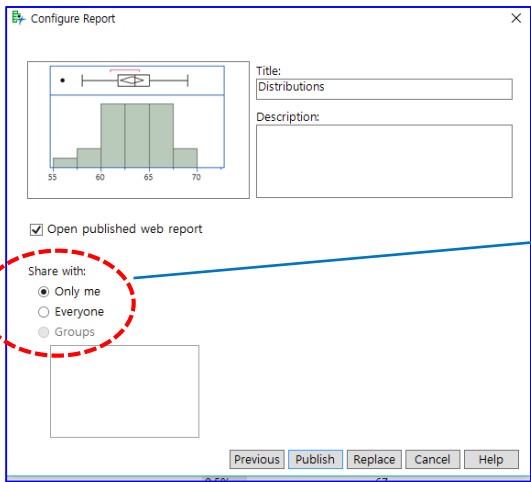 Configure Report
Title:
Distributions
Description:
55 60 65 70
Open published web report
Share with:
Only me
Everyone
Groups
Previous Publish Replace Cancel Help